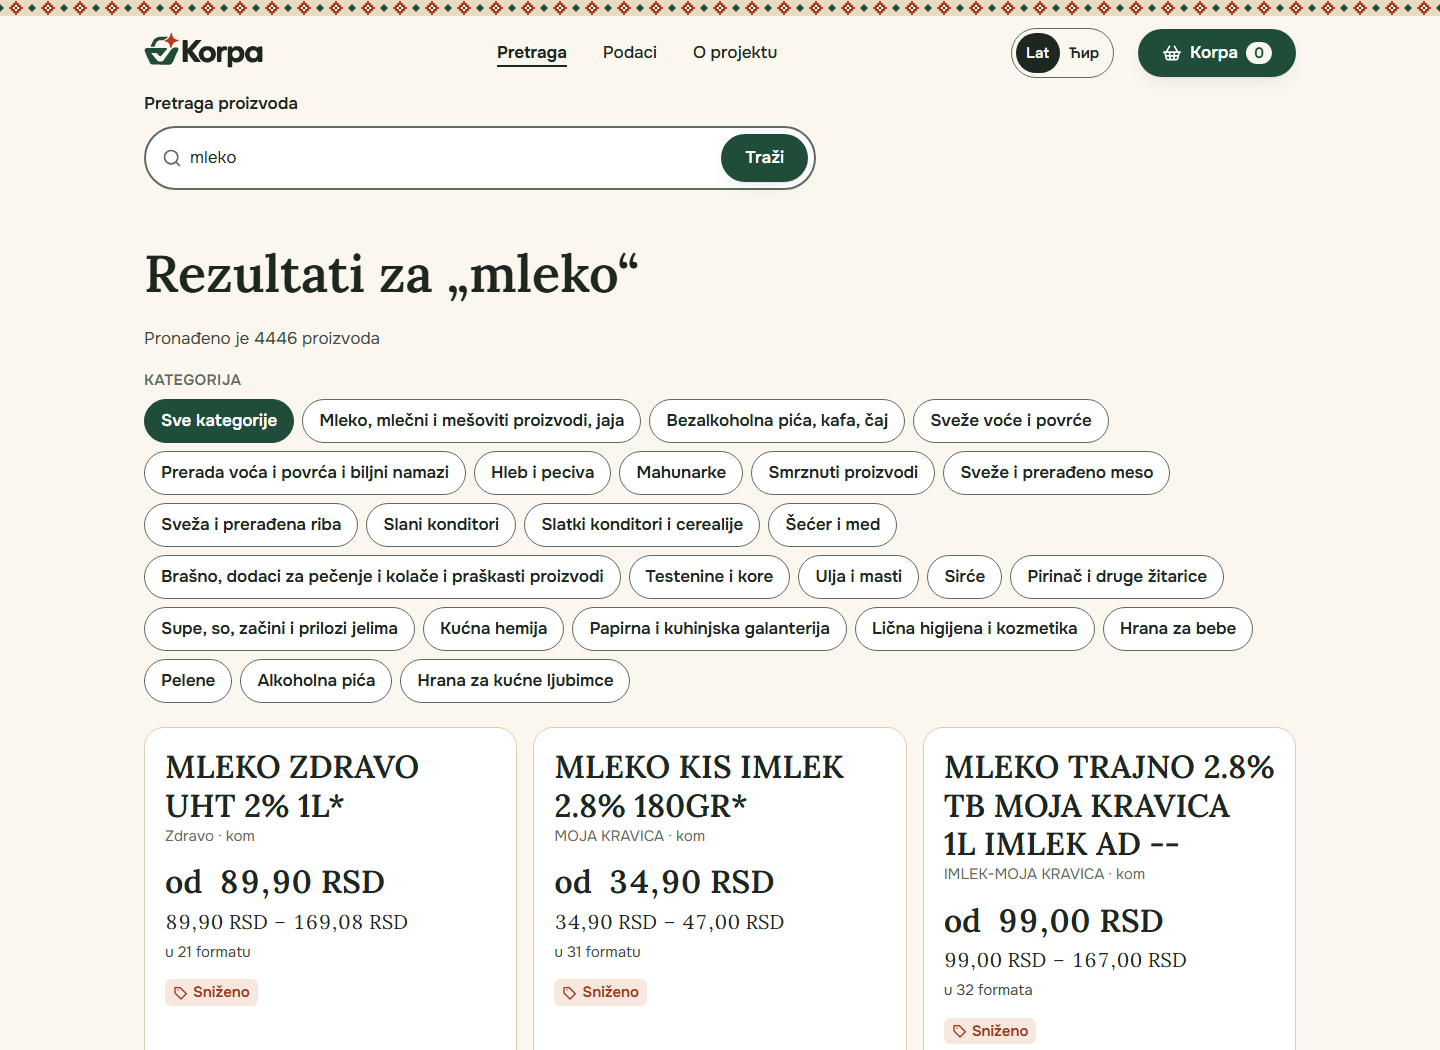 Korpa
Pretraga Podaci O projektu
Lat Ћир
Korpa 0
Pretraga proizvoda
mleko
Traži
Rezultati za „mleko“
Pronađeno je 4446 proizvoda
KATEGORIJA
Sve kategorije Mleko, mlečni i mešoviti proizvodi, jaja Bezalkoholna pića, kafa, čaj Sveže voće i povrće
Prerada voća i povrća i biljni namazi Hleb i peciva Mahunarke Smrznuti proizvodi Sveže i prerađeno meso
Sveža i prerađena riba Slani konditori Slatki konditori i cerealije Šećer i med
Brašno, dodaci za pečenje i kolače i praškasti proizvodi Testenine i kore Ulja i masti Sirće Pirinač i druge žitarice
Supe, so, začini i prilozi jelima Kućna hemija Papirna i kuhinjska galanterija Lična higijena i kozmetika Hrana za bebe
Pelene Alkoholna pića Hrana za kućne ljubimce
MLEKO ZDRAVO
UHT 2% 1L*
Zdravo · kom
od 89,90 RSD
89,90 RSD – 169,08 RSD
u 21 formatu
Sniženo
MLEKO KIS IMLEK
2.8% 180GR*
MOJA KRAVICA · kom
od 34,90 RSD
34,90 RSD – 47,00 RSD
u 31 formatu
Sniženo
MLEKO TRAJNO 2.8%
TB MOJA KRAVICA
1L IMLEK AD --
IMLEK-MOJA KRAVICA · kom
od 99,00 RSD
99,00 RSD – 167,00 RSD
u 32 formata
Sniženo